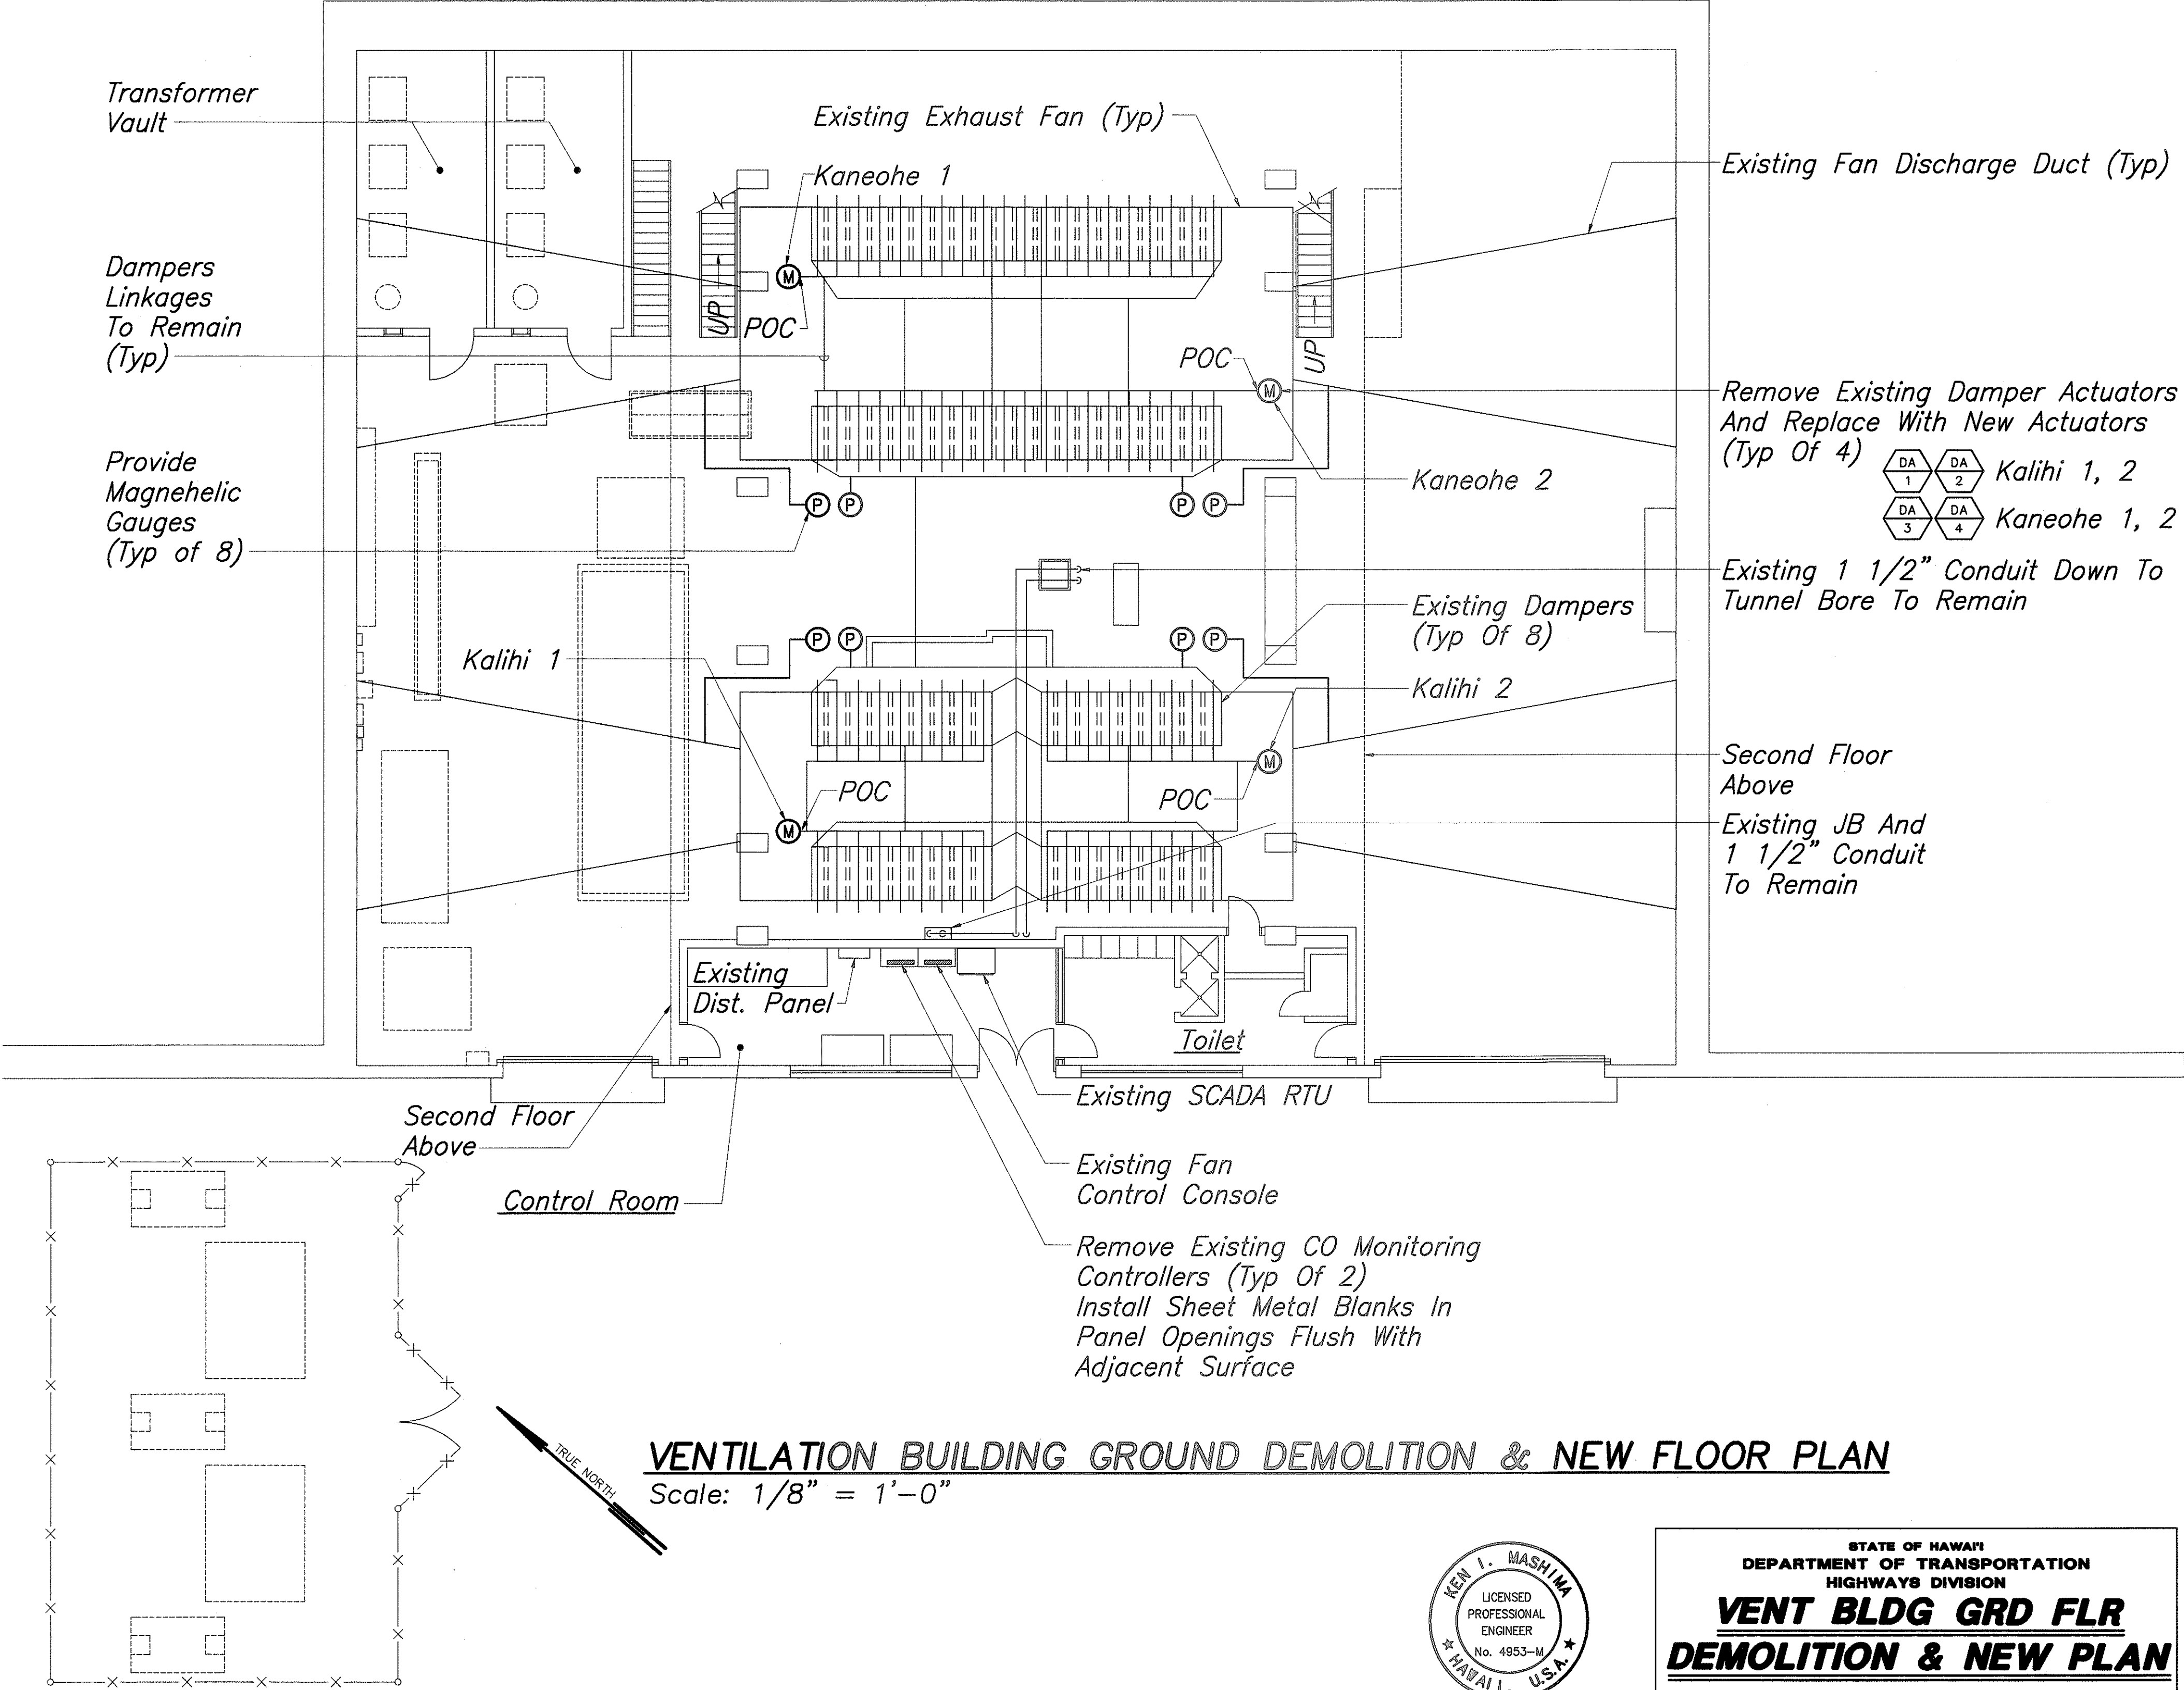 Transformer
Vault
Existing Exhaust Fan (Typ)
Kaneohe 1
Existing Fan Discharge Duct (Typ)
Dampers
Linkages
To Remain
(Typ)
UP
M
POC
POC
M
UP
Remove Existing Damper Actuators
And Replace With New Actuators
(Typ Of 4)
DA
1
DA
2
Kalihi 1, 2
DA
3
DA
4
Kaneohe 1, 2
Provide
Magnehelic
Gauges
(Typ of 8)
Kaneohe 2
P
P
P
P
Existing 1 1/2" Conduit Down To
Tunnel Bore To Remain
Existing Dampers
(Typ Of 8)
P
P
P
P
Kalihi 1
Kalihi 2
M
POC
POC
M
Second Floor
Above
Existing JB And
1 1/2" Conduit
To Remain
Existing
Dist. Panel
Toilet
Existing SCADA RTU
Second Floor
Above
Control Room
Existing Fan
Control Console
Remove Existing CO Monitoring
Controllers (Typ Of 2)
Install Sheet Metal Blanks In
Panel Openings Flush With
Adjacent Surface
TRUE NORTH
VENTILATION BUILDING GROUND DEMOLITION & NEW FLOOR PLAN
Scale: 1/8" = 1'-0"
KEN I. MASHIMA
LICENSED
PROFESSIONAL
ENGINEER
No. 4953-M
HAWAII, U.S.A.
STATE OF HAWAI'I
DEPARTMENT OF TRANSPORTATION
HIGHWAYS DIVISION
VENT BLDG GRD FLR
DEMOLITION & NEW PLAN